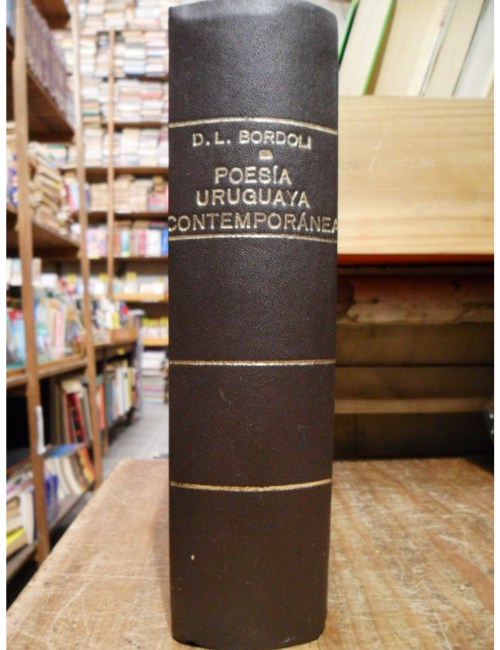 D. L. BORDOLI
POESÍA
URUGUAYA
CONTEMPORÁNEA